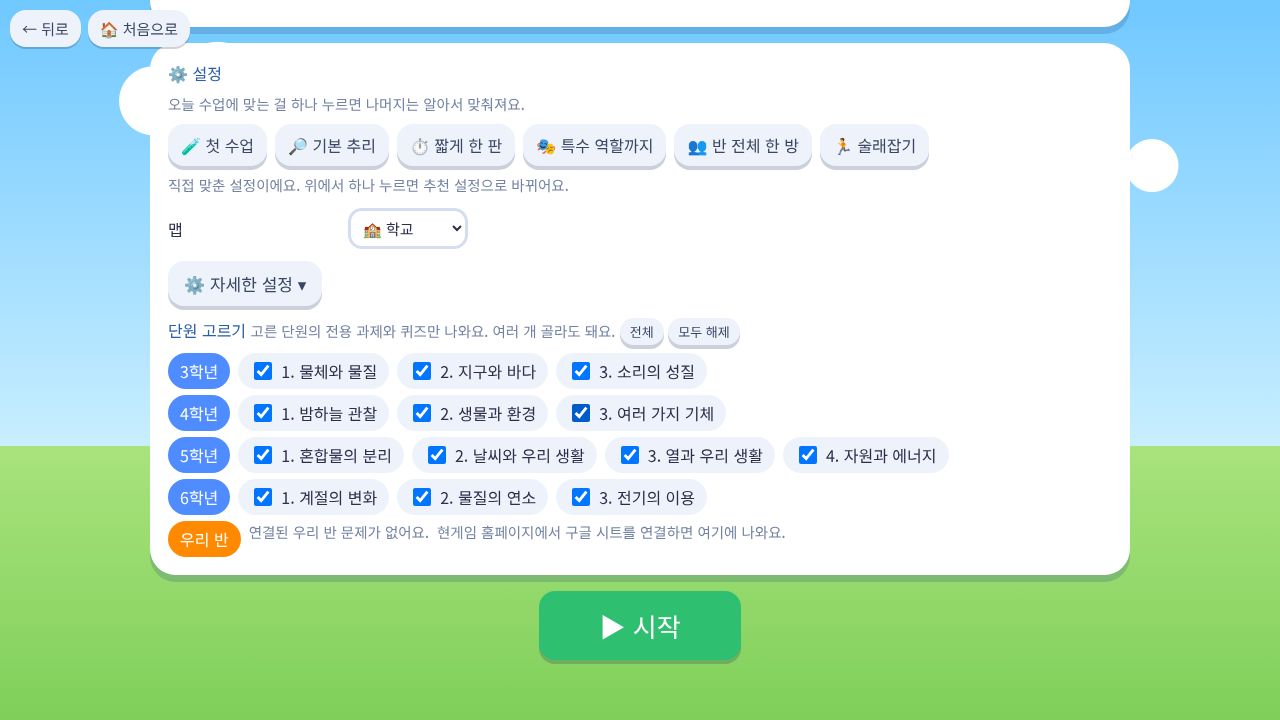 ← 뒤로 🏠 처음으로
⚙️ 설정
오늘 수업에 맞는 걸 하나 누르면 나머지는 알아서 맞춰져요.
🧪 첫 수업 🔎 기본 추리 ⏱️ 짧게 한 판 🎭 특수 역할까지 👥 반 전체 한 방 🏃 술래잡기
직접 맞춘 설정이에요. 위에서 하나 누르면 추천 설정으로 바뀌어요.
맵 🏫 학교
⚙️ 자세한 설정 ▾
단원 고르기 고른 단원의 전용 과제와 퀴즈만 나와요. 여러 개 골라도 돼요. 전체 모두 해제
3학년 1. 물체와 물질 2. 지구와 바다 3. 소리의 성질
4학년 1. 밤하늘 관찰 2. 생물과 환경 3. 여러 가지 기체
5학년 1. 혼합물의 분리 2. 날씨와 우리 생활 3. 열과 우리 생활 4. 자원과 에너지
6학년 1. 계절의 변화 2. 물질의 연소 3. 전기의 이용
우리 반 연결된 우리 반 문제가 없어요. 현게임 홈페이지에서 구글 시트를 연결하면 여기에 나와요.
▶ 시작